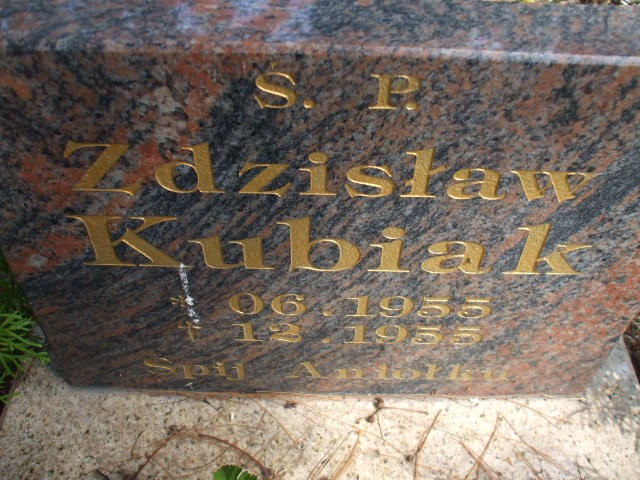 Ś. P.
Zdzisław
Kubiak
* 06.1955
† 12.1955
Śpij Aniołku